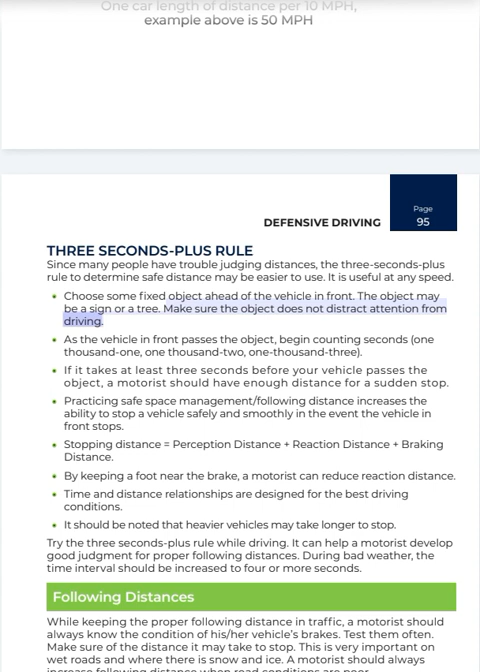 One car length of distance per 10 MPH,
example above is 50 MPH
Page
DEFENSIVE DRIVING 95
THREE SECONDS-PLUS RULE
Since many people have trouble judging distances, the three-seconds-plus
rule to determine safe distance may be easier to use. It is useful at any speed.
• Choose some fixed object ahead of the vehicle in front. The object may
be a sign or a tree. Make sure the object does not distract attention from
driving.
• As the vehicle in front passes the object, begin counting seconds (one
thousand-one, one thousand-two, one-thousand-three).
• If it takes at least three seconds before your vehicle passes the
object, a motorist should have enough distance for a sudden stop.
• Practicing safe space management/following distance increases the
ability to stop a vehicle safely and smoothly in the event the vehicle in
front stops.
• Stopping distance = Perception Distance + Reaction Distance + Braking
Distance.
• By keeping a foot near the brake, a motorist can reduce reaction distance.
• Time and distance relationships are designed for the best driving
conditions.
• It should be noted that heavier vehicles may take longer to stop.
Try the three seconds-plus rule while driving. It can help a motorist develop
good judgment for proper following distances. During bad weather, the
time interval should be increased to four or more seconds.
Following Distances
While keeping the proper following distance in traffic, a motorist should
always know the condition of his/her vehicle's brakes. Test them often.
Make sure of the distance it may take to stop. This is very important on
wet roads and where there is snow and ice. A motorist should always
increase following distance when road conditions are poor.